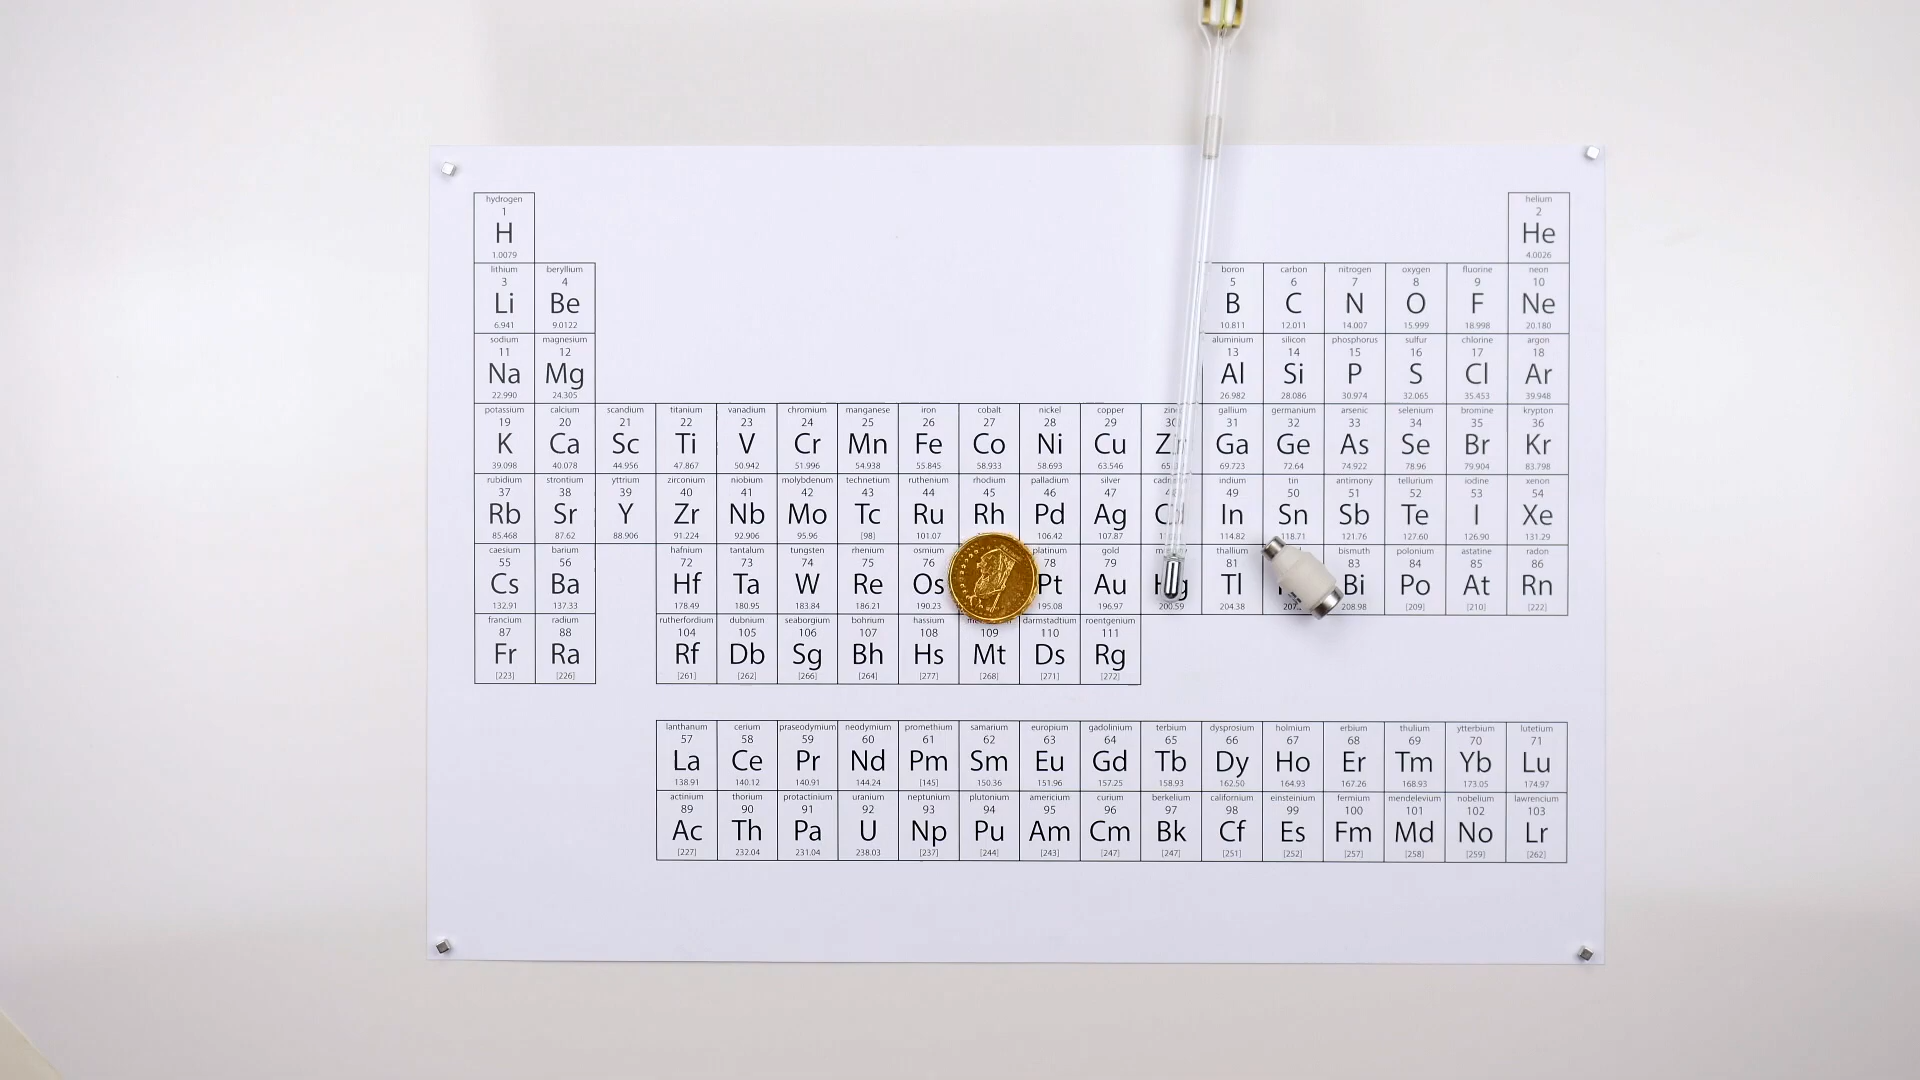 hydrogen helium
1 2
H He
1.0079 4.0026
lithium beryllium boron carbon nitrogen oxygen fluorine neon
3 4 5 6 7 8 9 10
Li Be B C N O F Ne
6.941 9.0122 10.811 12.011 14.007 15.999 18.998 20.180
sodium magnesium aluminium silicon phosphorus sulfur chlorine argon
11 12 13 14 15 16 17 18
Na Mg Al Si P S Cl Ar
22.990 24.305 26.982 28.086 30.974 32.065 35.453 39.948
potassium calcium scandium titanium vanadium chromium manganese iron cobalt nickel copper zinc gallium germanium arsenic selenium bromine krypton
19 20 21 22 23 24 25 26 27 28 29 30 31 32 33 34 35 36
K Ca Sc Ti V Cr Mn Fe Co Ni Cu Zn Ga Ge As Se Br Kr
39.098 40.078 44.956 47.867 50.942 51.996 54.938 55.845 58.933 58.693 63.546 69.723 72.64 74.922 78.96 79.904 83.798
rubidium strontium yttrium zirconium niobium molybdenum technetium ruthenium rhodium palladium silver indium tin antimony tellurium iodine xenon
37 38 39 40 41 42 43 44 45 46 47 49 50 51 52 53 54
Rb Sr Y Zr Nb Mo Tc Ru Rh Pd Ag In Sn Sb Te I Xe
85.468 87.62 88.906 91.224 92.906 95.96 [98] 101.07 106.42 107.87 114.82 118.71 121.76 127.60 126.90 131.29
caesium barium hafnium tantalum tungsten rhenium osmium platinum gold thallium bismuth polonium astatine radon
55 56 72 73 74 75 76 78 79 81 83 84 85 86
Cs Ba Hf Ta W Re Os Pt Au Hg Tl Bi Po At Rn
132.91 137.33 178.49 180.95 183.84 186.21 190.23 195.08 196.97 200.59 204.38 208.98 [209] [210] [222]
francium radium rutherfordium dubnium seaborgium bohrium hassium darmstadtium roentgenium
87 88 104 105 106 107 108 109 110 111
Fr Ra Rf Db Sg Bh Hs Mt Ds Rg
[223] [226] [261] [262] [266] [264] [277] [268] [271] [272]
lanthanum cerium praseodymium neodymium promethium samarium europium gadolinium terbium dysprosium holmium erbium thulium ytterbium lutetium
57 58 59 60 61 62 63 64 65 66 67 68 69 70 71
La Ce Pr Nd Pm Sm Eu Gd Tb Dy Ho Er Tm Yb Lu
138.91 140.12 140.91 144.24 [145] 150.36 151.96 157.25 158.93 162.50 164.93 167.26 168.93 173.05 174.97
actinium thorium protactinium uranium neptunium plutonium americium curium berkelium californium einsteinium fermium mendelevium nobelium lawrencium
89 90 91 92 93 94 95 96 97 98 99 100 101 102 103
Ac Th Pa U Np Pu Am Cm Bk Cf Es Fm Md No Lr
[227] 232.04 231.04 238.03 [237] [244] [243] [247] [247] [251] [252] [257] [258] [259] [262]